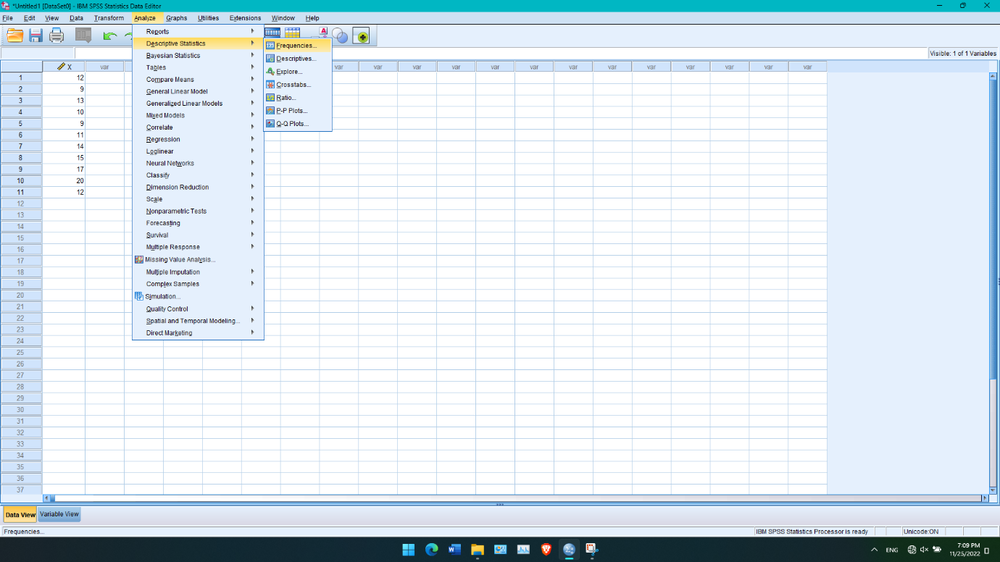 *Untitled1 [DataSet0] - IBM SPSS Statistics Data Editor
File Edit View Data Transform Analyze Graphs Utilities Extensions Window Help
Visible: 1 of 1 Variables
X var var var var var var var var var var var var var var
1 12
2 9
3 13
4 10
5 9
6 11
7 14
8 15
9 17
10 20
11 12
12
13
14
15
16
17
18
19
20
21
22
23
24
25
26
27
28
29
30
31
32
33
34
35
36
37
Reports
Descriptive Statistics
Bayesian Statistics
Tables
Compare Means
General Linear Model
Generalized Linear Models
Mixed Models
Correlate
Regression
Loglinear
Neural Networks
Classify
Dimension Reduction
Scale
Nonparametric Tests
Forecasting
Survival
Multiple Response
Missing Value Analysis...
Multiple Imputation
Complex Samples
Simulation...
Quality Control
Spatial and Temporal Modeling...
Direct Marketing
Frequencies...
Descriptives...
Explore...
Crosstabs...
Ratio...
P-P Plots...
Q-Q Plots...
Data View Variable View
Frequencies... IBM SPSS Statistics Processor is ready Unicode:ON
ENG 7:09 PM
11/25/2022